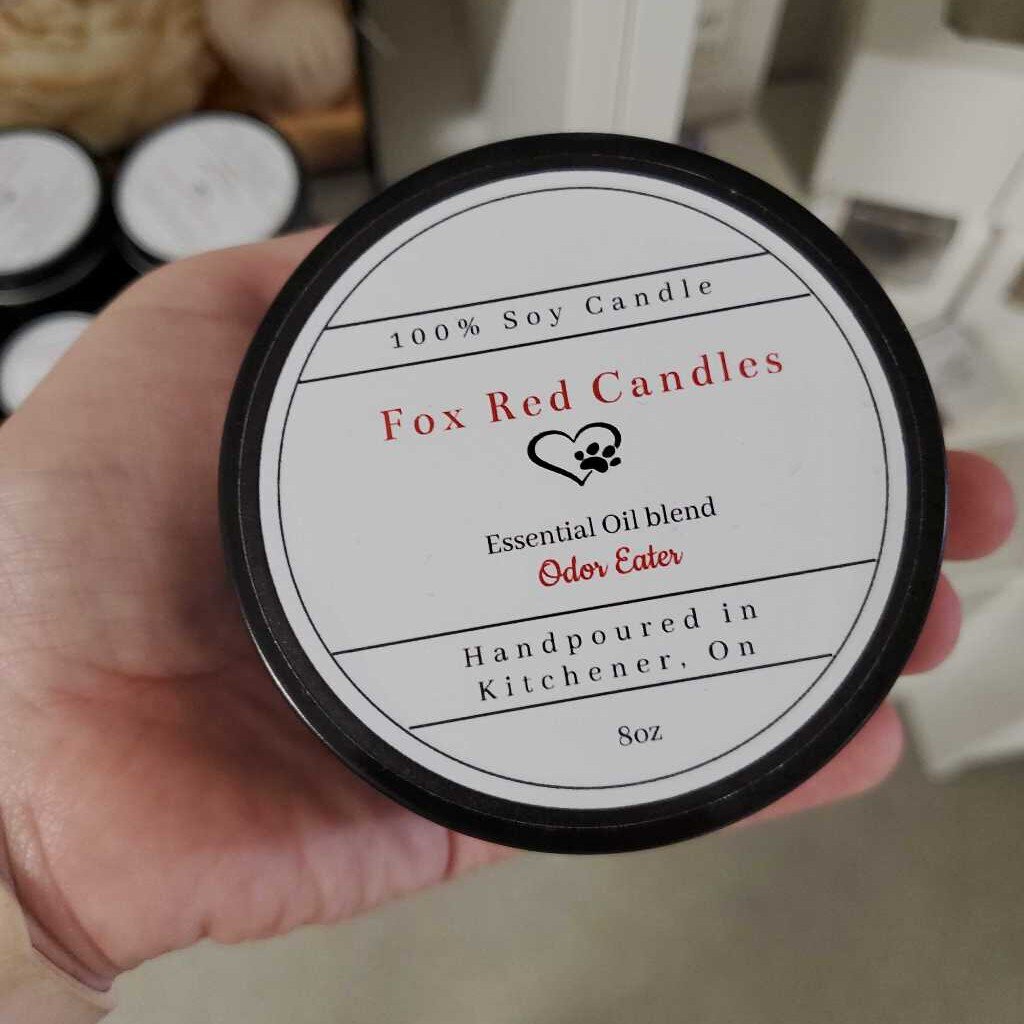 100% Soy Candle
Fox Red Candles
Essential Oil blend
Odor Eater
Handpoured in
Kitchener, On
8oz